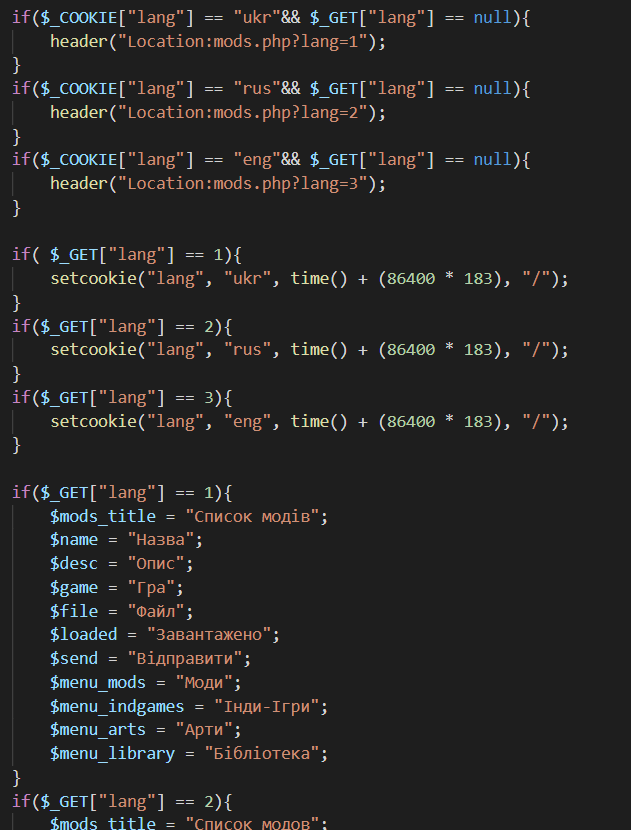 if($_COOKIE["lang"] == "ukr"&& $_GET["lang"] == null){
    header("Location:mods.php?lang=1");
}
if($_COOKIE["lang"] == "rus"&& $_GET["lang"] == null){
    header("Location:mods.php?lang=2");
}
if($_COOKIE["lang"] == "eng"&& $_GET["lang"] == null){
    header("Location:mods.php?lang=3");
}
if( $_GET["lang"] == 1){
    setcookie("lang", "ukr", time() + (86400 * 183), "/");
}
if($_GET["lang"] == 2){
    setcookie("lang", "rus", time() + (86400 * 183), "/");
}
if($_GET["lang"] == 3){
    setcookie("lang", "eng", time() + (86400 * 183), "/");
}
if($_GET["lang"] == 1){
    $mods_title = "Список модів";
    $name = "Назва";
    $desc = "Опис";
    $game = "Гра";
    $file = "Файл";
    $loaded = "Завантажено";
    $send = "Відправити";
    $menu_mods = "Моди";
    $menu_indgames = "Інди-Ігри";
    $menu_arts = "Арти";
    $menu_library = "Бібліотека";
}
if($_GET["lang"] == 2){
    $mods_title = "Список модов";